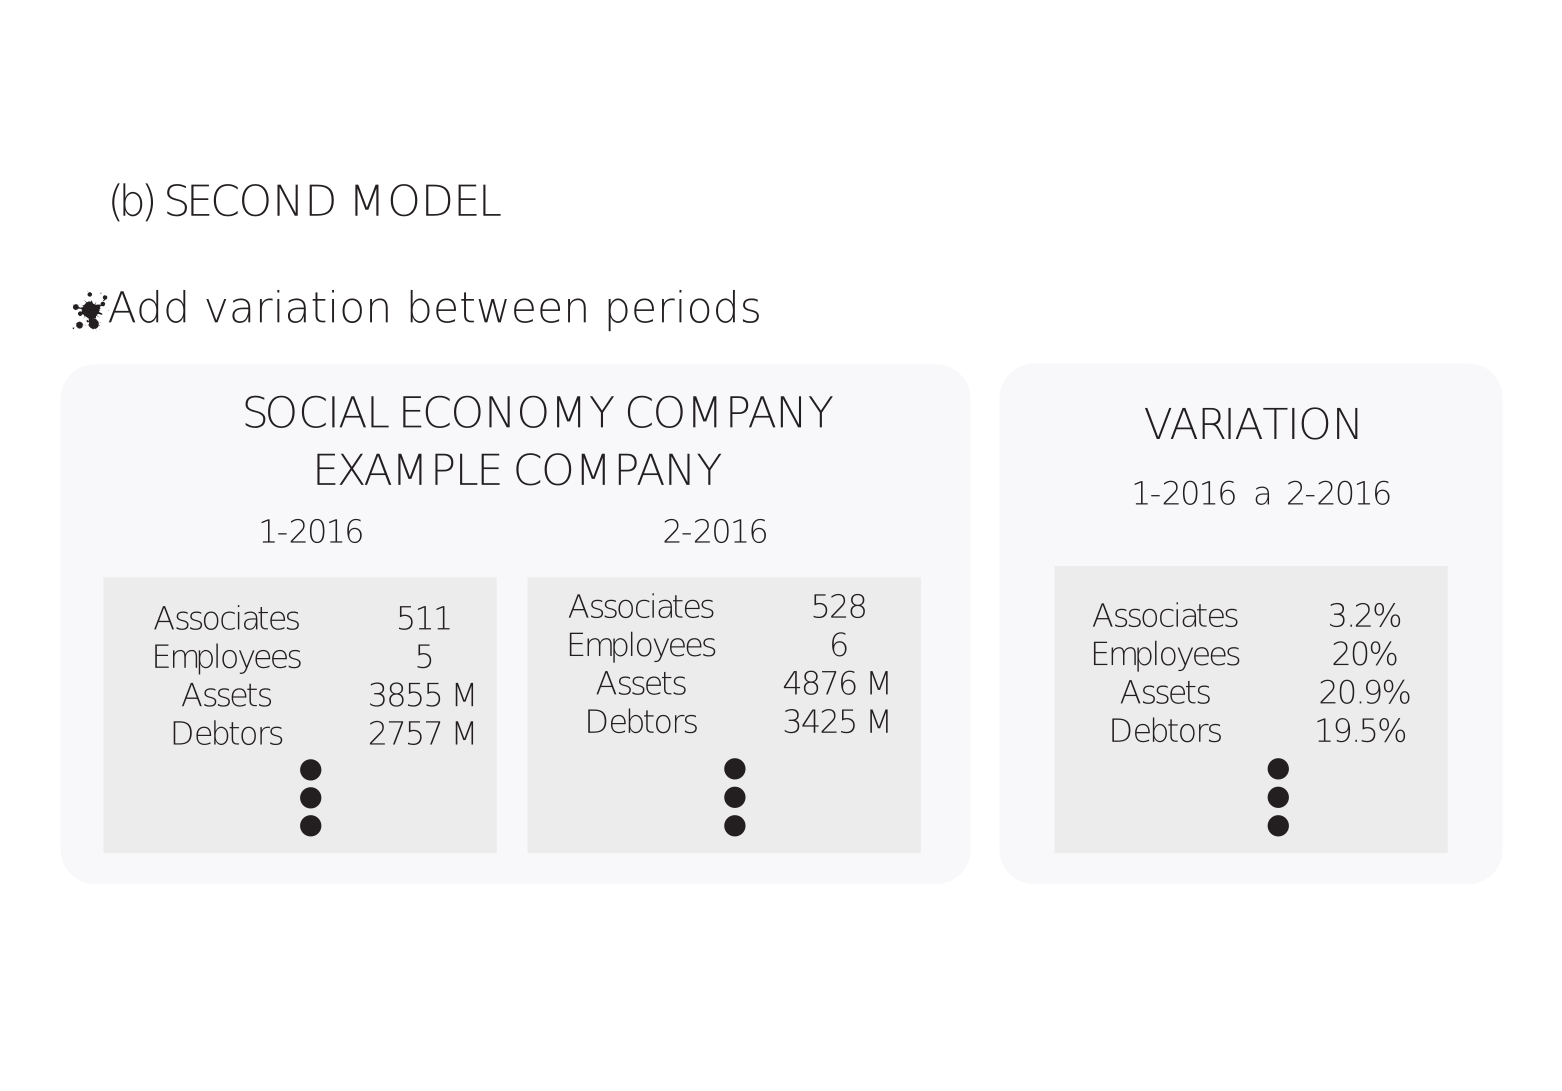 (b) SECOND MODEL
Add variation between periods
SOCIAL ECONOMY COMPANY
EXAMPLE COMPANY
1-2016
2-2016
Associates 511
Employees 5
Assets 3855 M
Debtors 2757 M
Associates 528
Employees 6
Assets 4876 M
Debtors 3425 M
VARIATION
1-2016 a 2-2016
Associates 3.2%
Employees 20%
Assets 20.9%
Debtors 19.5%